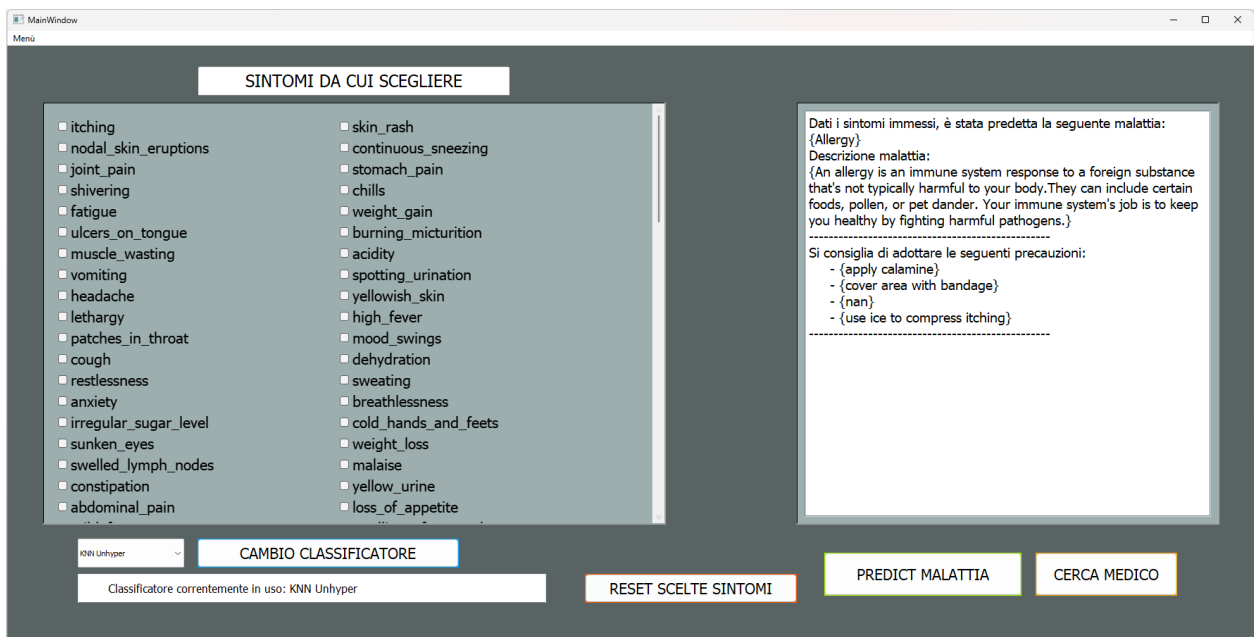 MainWindow
Menù
SINTOMI DA CUI SCEGLIERE
itching
nodal_skin_eruptions
joint_pain
shivering
fatigue
ulcers_on_tongue
muscle_wasting
vomiting
headache
lethargy
patches_in_throat
cough
restlessness
anxiety
irregular_sugar_level
sunken_eyes
swelled_lymph_nodes
constipation
abdominal_pain
skin_rash
continuous_sneezing
stomach_pain
chills
weight_gain
burning_micturition
acidity
spotting_urination
yellowish_skin
high_fever
mood_swings
dehydration
sweating
breathlessness
cold_hands_and_feets
weight_loss
malaise
yellow_urine
loss_of_appetite
Dati i sintomi immessi, è stata predetta la seguente malattia:
{Allergy}
Descrizione malattia:
{An allergy is an immune system response to a foreign substance
that's not typically harmful to your body.They can include certain
foods, pollen, or pet dander. Your immune system's job is to keep
you healthy by fighting harmful pathogens.}
------------------------------------------------
Si consiglia di adottare le seguenti precauzioni:
- {apply calamine}
- {cover area with bandage}
- {nan}
- {use ice to compress itching}
------------------------------------------------
KNN Unhyper
CAMBIO CLASSIFICATORE
Classificatore correntemente in uso: KNN Unhyper
RESET SCELTE SINTOMI
PREDICT MALATTIA
CERCA MEDICO